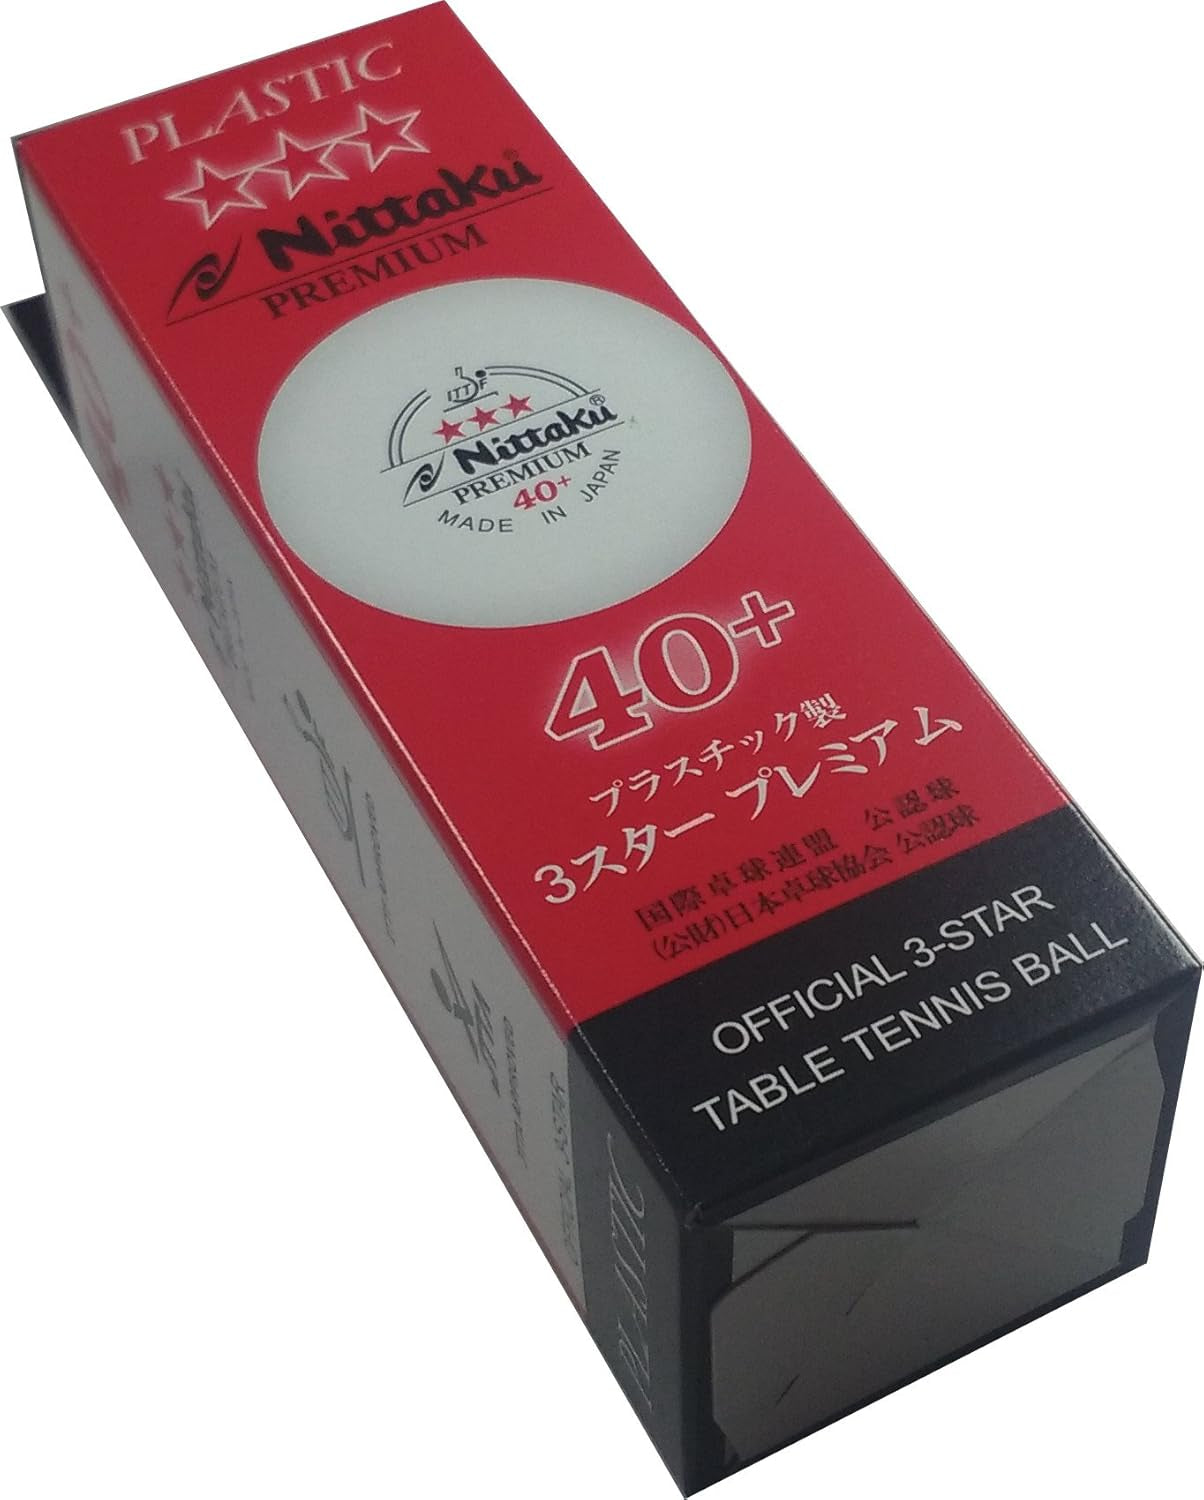 PLASTIC
Nittaku®
PREMIUM
ITTF
Nittaku®
PREMIUM
40+
MADE IN JAPAN
40+
プラスチック製
3スター プレミアム
国際卓球連盟 公認球
(公財)日本卓球協会 公認球
OFFICIAL 3-STAR
TABLE TENNIS BALL